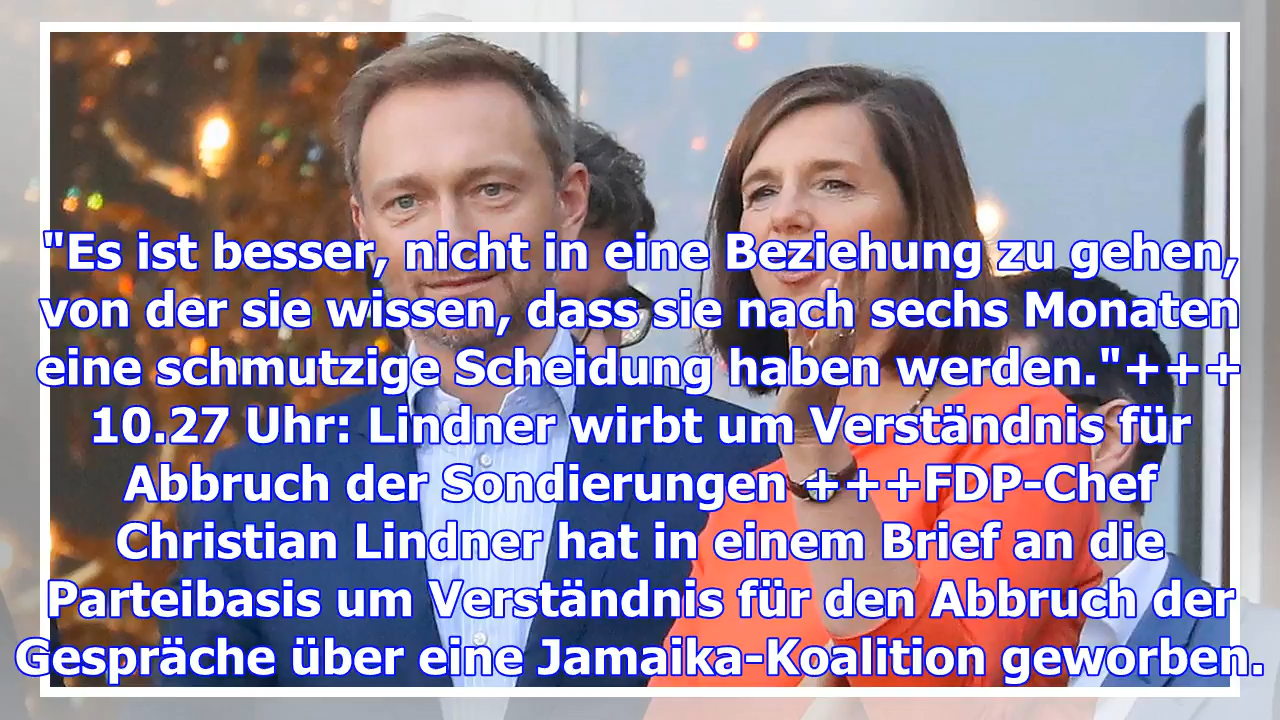 "Es ist besser, nicht in eine Beziehung zu gehen,
von der sie wissen, dass sie nach sechs Monaten
eine schmutzige Scheidung haben werden."+++
10.27 Uhr: Lindner wirbt um Verständnis für
Abbruch der Sondierungen +++FDP-Chef
Christian Lindner hat in einem Brief an die
Parteibasis um Verständnis für den Abbruch der
Gespräche über eine Jamaika-Koalition geworben.